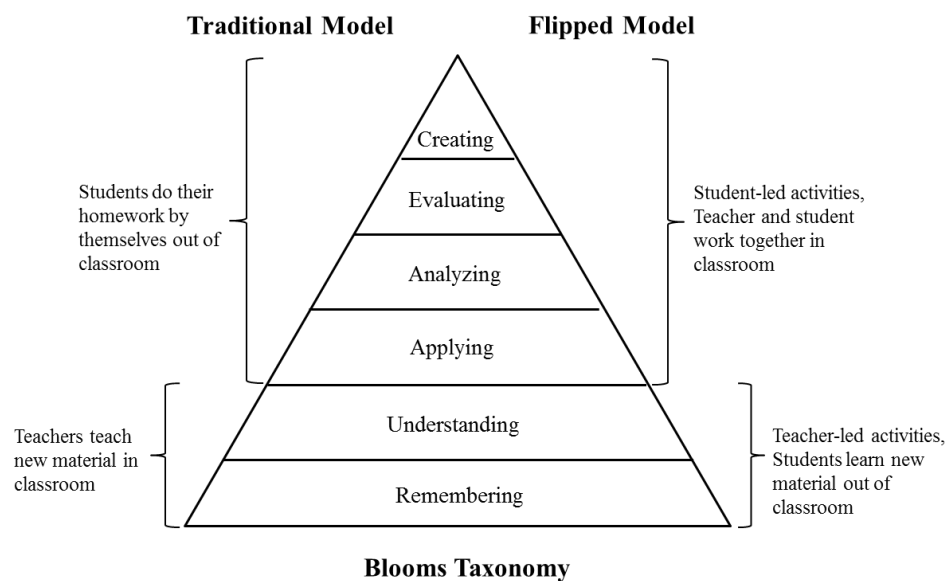 Traditional Model
Flipped Model
Creating
Evaluating
Analyzing
Applying
Understanding
Remembering
Students do their
homework by
themselves out of
classroom
Student-led activities,
Teacher and student
work together in
classroom
Teachers teach
new material in
classroom
Teacher-led activities,
Students learn new
material out of
classroom
Blooms Taxonomy